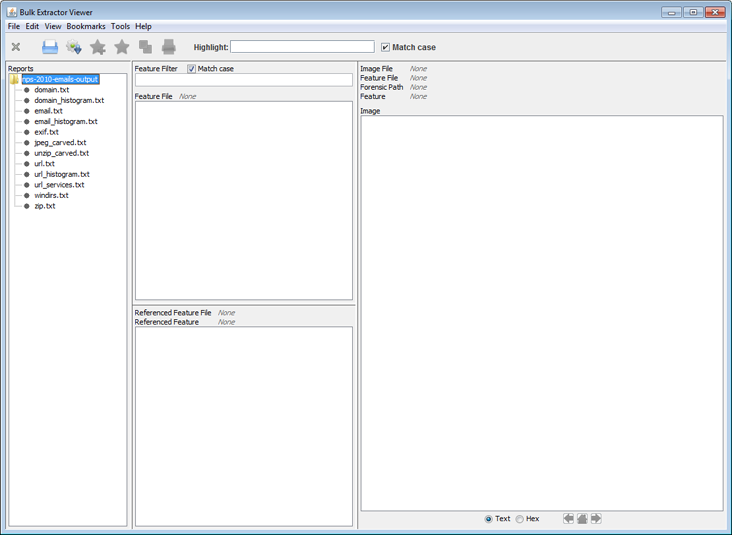 Bulk Extractor Viewer
File Edit View Bookmarks Tools Help
Highlight: Match case
Reports
nps-2010-emails-output
domain.txt
domain_histogram.txt
email.txt
email_histogram.txt
exif.txt
jpeg_carved.txt
unzip_carved.txt
url.txt
url_histogram.txt
url_services.txt
windirs.txt
zip.txt
Feature Filter Match case
Feature File None
Referenced Feature File None
Referenced Feature None
Image File None
Feature File None
Forensic Path None
Feature None
Image
Text Hex